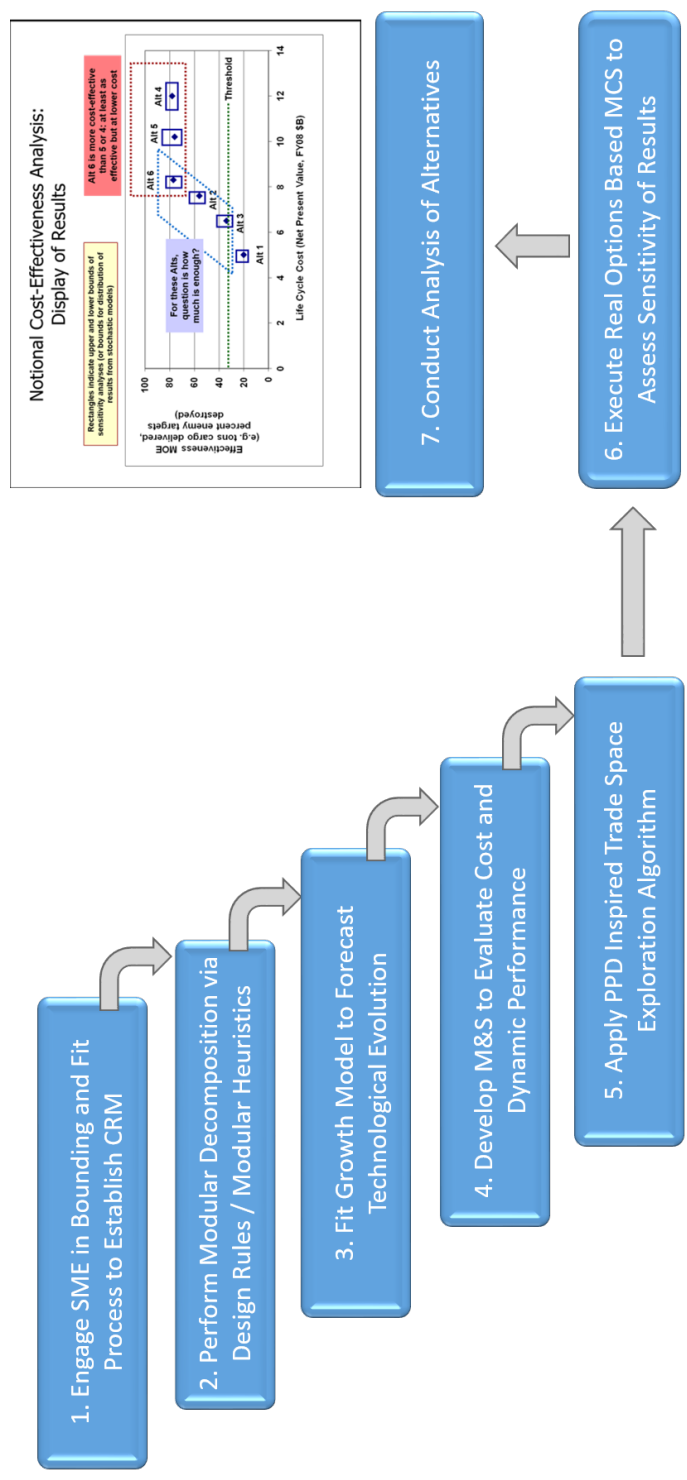 1. Engage SME in Bounding and Fit
Process to Establish CRM
2. Perform Modular Decomposition via
Design Rules / Modular Heuristics
3. Fit Growth Model to Forecast
Technological Evolution
4. Develop M&S to Evaluate Cost and
Dynamic Performance
5. Apply PPD Inspired Trade Space
Exploration Algorithm
6. Execute Real Options Based MCS to
Assess Sensitivity of Results
7. Conduct Analysis of Alternatives
Notional Cost-Effectiveness Analysis:
Display of Results
Rectangles indicate upper and lower bounds of
sensitivity analyses (or bounds for distribution of
results from stochastic models)
Alt 6 is more cost-effective
than 5 or 4: at least as
effective but at lower cost
Effectiveness MOE
(e.g. tons cargo delivered,
percent enemy targets
destroyed)
100
80
60
40
20
0
For these Alts,
question is how
much is enough?
Alt 6
Alt 5
Alt 4
Alt 2
Alt 3
Alt 1
Threshold
0
2
4
6
8
10
12
14
Life Cycle Cost (Net Present Value, FY08 $B)